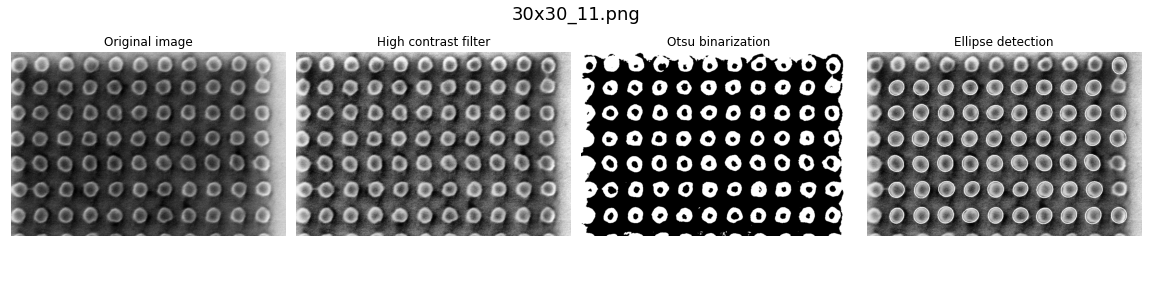 30x30_11.png
Original image
High contrast filter
Otsu binarization
Ellipse detection